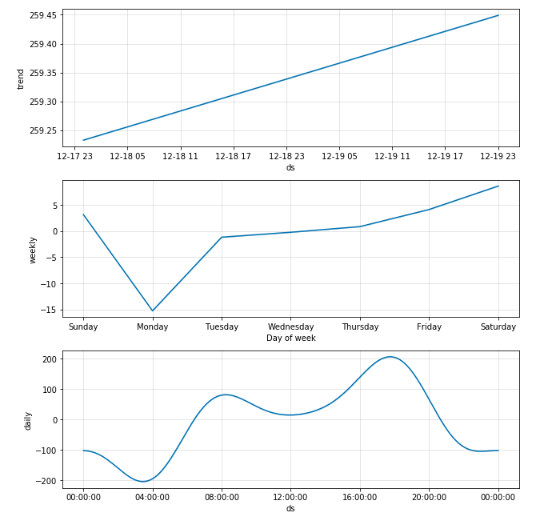 259.45
259.40
259.35
259.30
259.25
trend
12-17 23 12-18 05 12-18 11 12-18 17 12-18 23 12-19 05 12-19 11 12-19 17 12-19 23
ds
5
0
−5
−10
−15
weekly
Sunday Monday Tuesday Wednesday Thursday Friday Saturday
Day of week
200
100
0
−100
−200
daily
00:00:00 04:00:00 08:00:00 12:00:00 16:00:00 20:00:00 00:00:00
ds